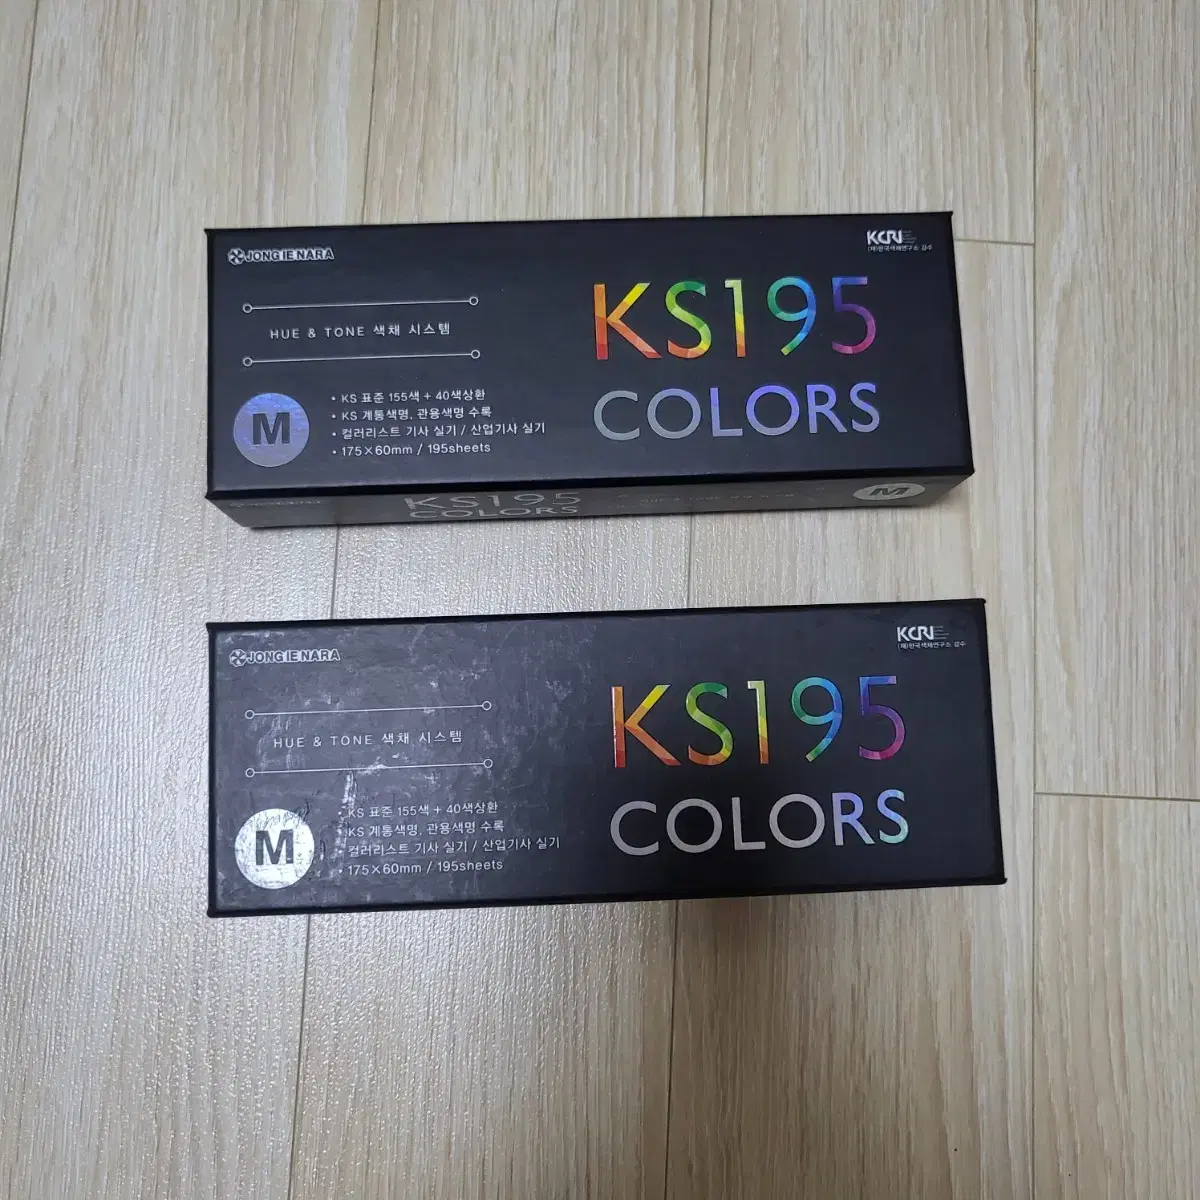 JONG IE NARA
KCRI
(재)한국색채연구소 감수
HUE & TONE 색채 시스템
KS195
COLORS
M
• KS 표준 155색 + 40색상환
• KS 계통색명, 관용색명 수록
• 컬러리스트 기사 실기 / 산업기사 실기
• 175×60mm / 195sheets
KS195
COLORS
M
JONG IE NARA
KCRI
(재)한국색채연구소 감수
HUE & TONE 색채 시스템
KS195
COLORS
M
• KS 표준 155색 + 40색상환
• KS 계통색명, 관용색명 수록
• 컬러리스트 기사 실기 / 산업기사 실기
• 175×60mm / 195sheets